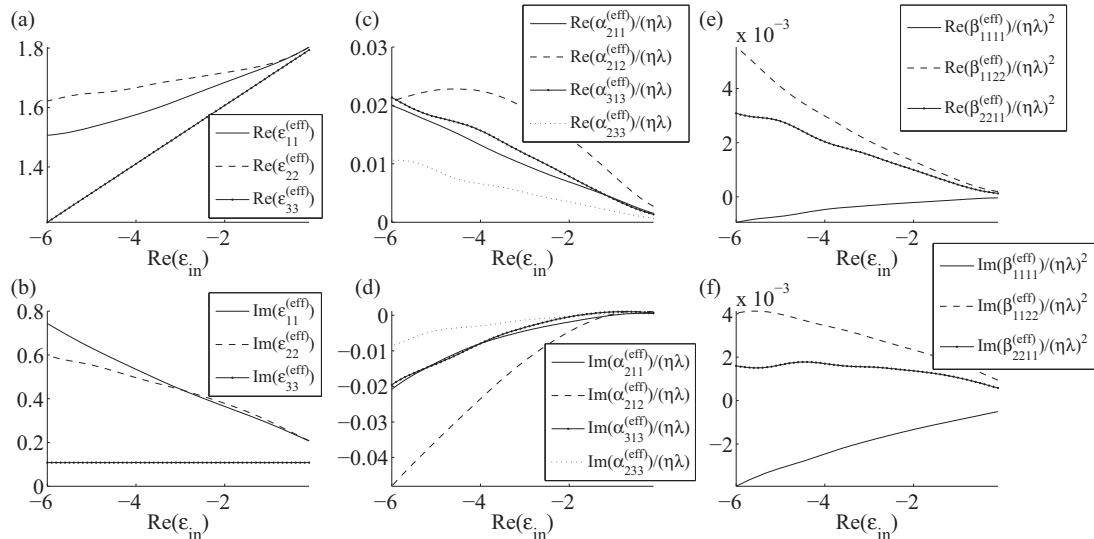 (a)
1.8
1.6
1.4
−6
−4
−2
Re(ε_in)
Re(ε_11^(eff))
Re(ε_22^(eff))
Re(ε_33^(eff))
(c)
0.03
0.02
0.01
0
−6
−4
−2
Re(ε_in)
Re(α_211^(eff))/(ηλ)
Re(α_212^(eff))/(ηλ)
Re(α_313^(eff))/(ηλ)
Re(α_233^(eff))/(ηλ)
(e)
x 10^−3
4
2
0
−6
−4
−2
Re(ε_in)
Re(β_1111^(eff))/(ηλ)^2
Re(β_1122^(eff))/(ηλ)^2
Re(β_2211^(eff))/(ηλ)^2
(b)
0.8
0.6
0.4
0.2
0
−6
−4
−2
Re(ε_in)
Im(ε_11^(eff))
Im(ε_22^(eff))
Im(ε_33^(eff))
(d)
0
−0.01
−0.02
−0.03
−0.04
−6
−4
−2
Re(ε_in)
Im(α_211^(eff))/(ηλ)
Im(α_212^(eff))/(ηλ)
Im(α_313^(eff))/(ηλ)
Im(α_233^(eff))/(ηλ)
(f)
x 10^−3
4
2
0
−2
−6
−4
−2
Re(ε_in)
Im(β_1111^(eff))/(ηλ)^2
Im(β_1122^(eff))/(ηλ)^2
Im(β_2211^(eff))/(ηλ)^2